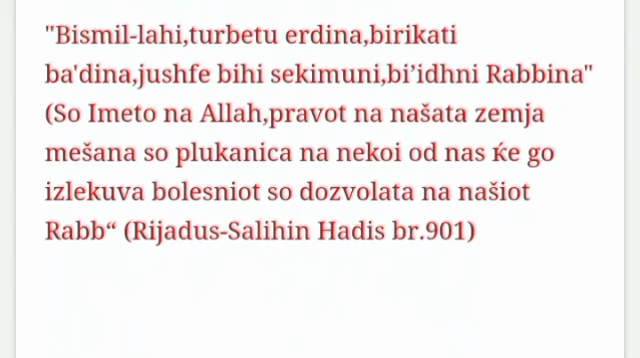 "Bismil-lahi,turbetu erdina,birikati
ba'dina,jushfe bihi sekimuni,bi’idhni Rabbina"
(So Imeto na Allah,pravot na našata zemja
mešana so plukanica na nekoi od nas ḱe go
izlekuva bolesniot so dozvolata na našiot
Rabb“ (Rijadus-Salihin Hadis br.901)